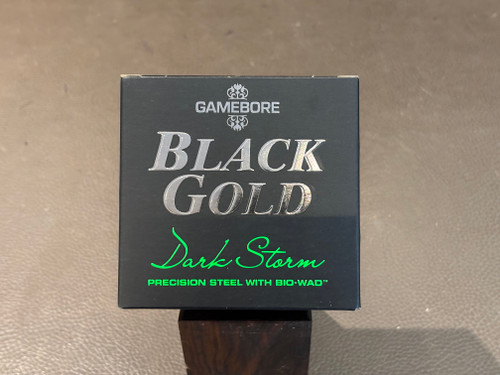 GAMEBORE
BLACK
GOLD
Dark Storm
PRECISION STEEL WITH BIO-WAD™